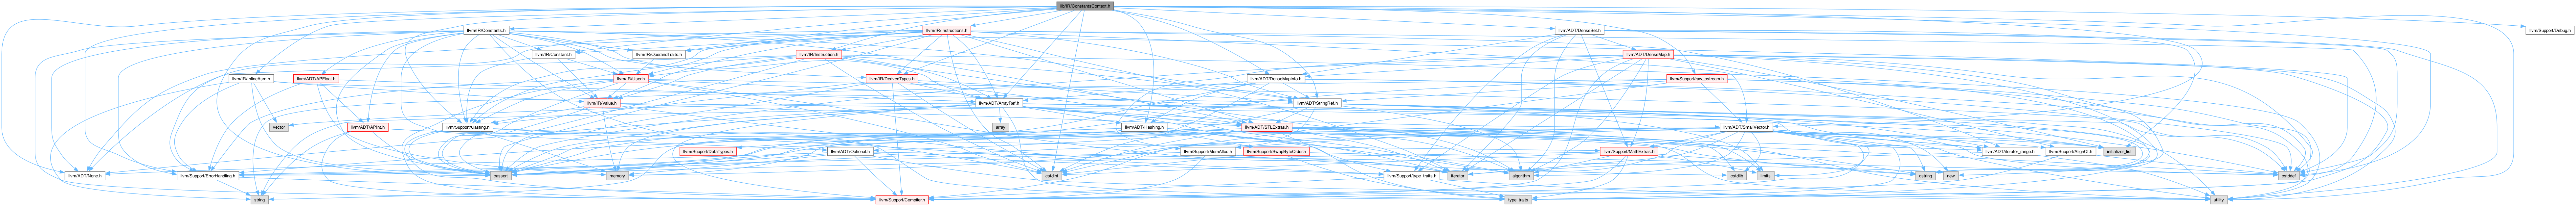 lib/IR/ConstantsContext.h
llvm/IR/Constants.h
llvm/IR/Instructions.h
llvm/ADT/DenseSet.h
llvm/Support/Debug.h
llvm/IR/Constant.h
llvm/IR/OperandTraits.h
llvm/IR/Instruction.h
llvm/ADT/DenseMap.h
llvm/IR/InlineAsm.h
llvm/ADT/APFloat.h
llvm/IR/User.h
llvm/IR/DerivedTypes.h
llvm/ADT/DenseMapInfo.h
llvm/Support/raw_ostream.h
llvm/IR/Value.h
llvm/ADT/ArrayRef.h
llvm/ADT/StringRef.h
vector
llvm/ADT/APInt.h
llvm/Support/Casting.h
array
llvm/ADT/Hashing.h
llvm/ADT/STLExtras.h
llvm/ADT/SmallVector.h
llvm/Support/DataTypes.h
llvm/ADT/Optional.h
llvm/Support/MemAlloc.h
llvm/Support/SwapByteOrder.h
llvm/Support/MathExtras.h
llvm/ADT/iterator_range.h
llvm/Support/AlignOf.h
initializer_list
llvm/ADT/None.h
llvm/Support/ErrorHandling.h
cassert
memory
cstdint
iterator
llvm/Support/type_traits.h
algorithm
cstdlib
limits
cstring
new
cstddef
string
llvm/Support/Compiler.h
type_traits
utility